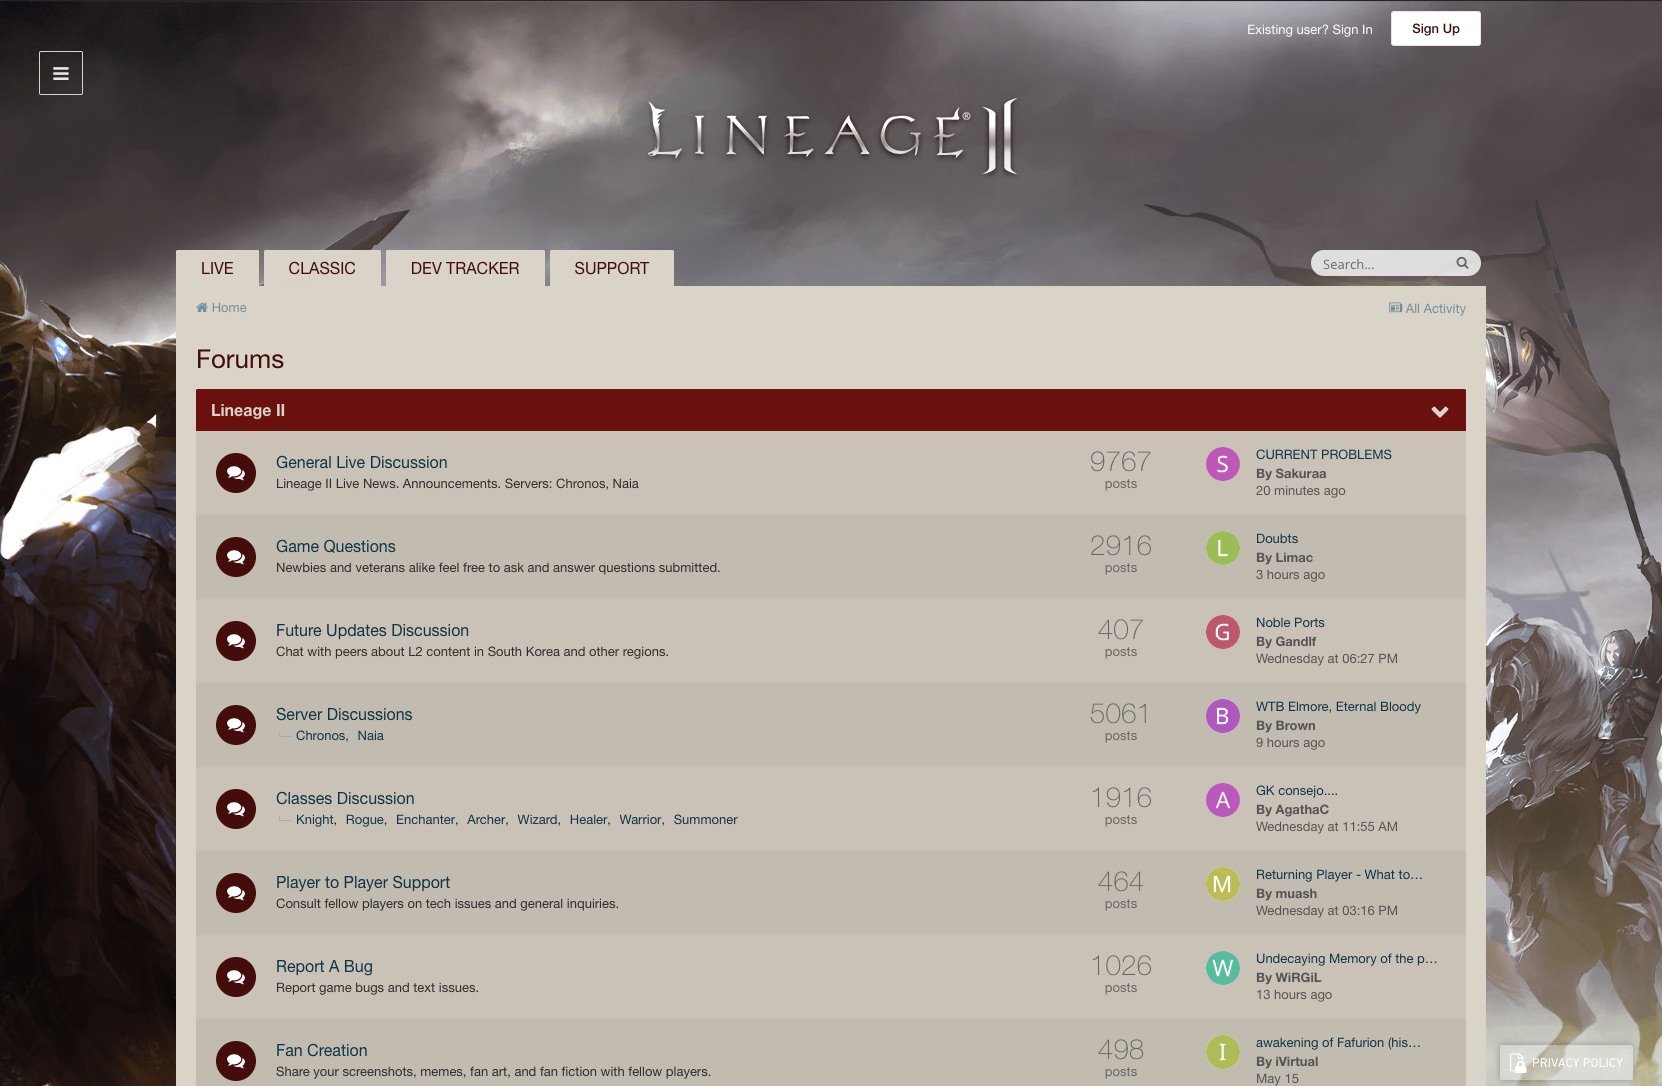 Existing user? Sign In
Sign Up
LINEAGE® II
LIVE
CLASSIC
DEV TRACKER
SUPPORT
Search...
Home
All Activity
Forums
Lineage II
General Live Discussion
Lineage II Live News. Announcements. Servers: Chronos, Naia
9767
posts
S
CURRENT PROBLEMS
By Sakuraa
20 minutes ago
Game Questions
Newbies and veterans alike feel free to ask and answer questions submitted.
2916
posts
L
Doubts
By Limac
3 hours ago
Future Updates Discussion
Chat with peers about L2 content in South Korea and other regions.
407
posts
G
Noble Ports
By Gandlf
Wednesday at 06:27 PM
Server Discussions
Chronos, Naia
5061
posts
B
WTB Elmore, Eternal Bloody
By Brown
9 hours ago
Classes Discussion
Knight, Rogue, Enchanter, Archer, Wizard, Healer, Warrior, Summoner
1916
posts
A
GK consejo....
By AgathaC
Wednesday at 11:55 AM
Player to Player Support
Consult fellow players on tech issues and general inquiries.
464
posts
M
Returning Player - What to...
By muash
Wednesday at 03:16 PM
Report A Bug
Report game bugs and text issues.
1026
posts
W
Undecaying Memory of the p...
By WiRGiL
13 hours ago
Fan Creation
Share your screenshots, memes, fan art, and fan fiction with fellow players.
498
posts
I
awakening of Fafurion (his...
By iVirtual
May 15
PRIVACY POLICY